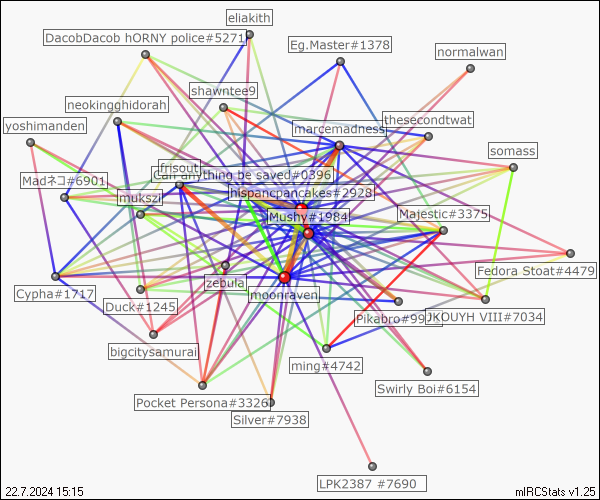 eliakith
DacobDacob hORNY police#5271
Eg.Master#1378
normalwan
shawntee9
neokingghidorah
thesecondtwat
yoshimanden
marcemadness
somass
frisout
Can anything be saved#0396
Madネコ#6901
hispanicpancakes#2928
mukszi
Mushy#1984
Majestic#3375
Fedora Stoat#4479
zebula
Cypha#1717
moonraven
Duck#1245
Pikabro#99
JKOUYH VIII#7034
bigcitysamurai
ming#4742
Swirly Boi#6154
Pocket Persona#3326
Silver#7938
LPK2387 #7690
22.7.2024 15:15
mIRCStats v1.25